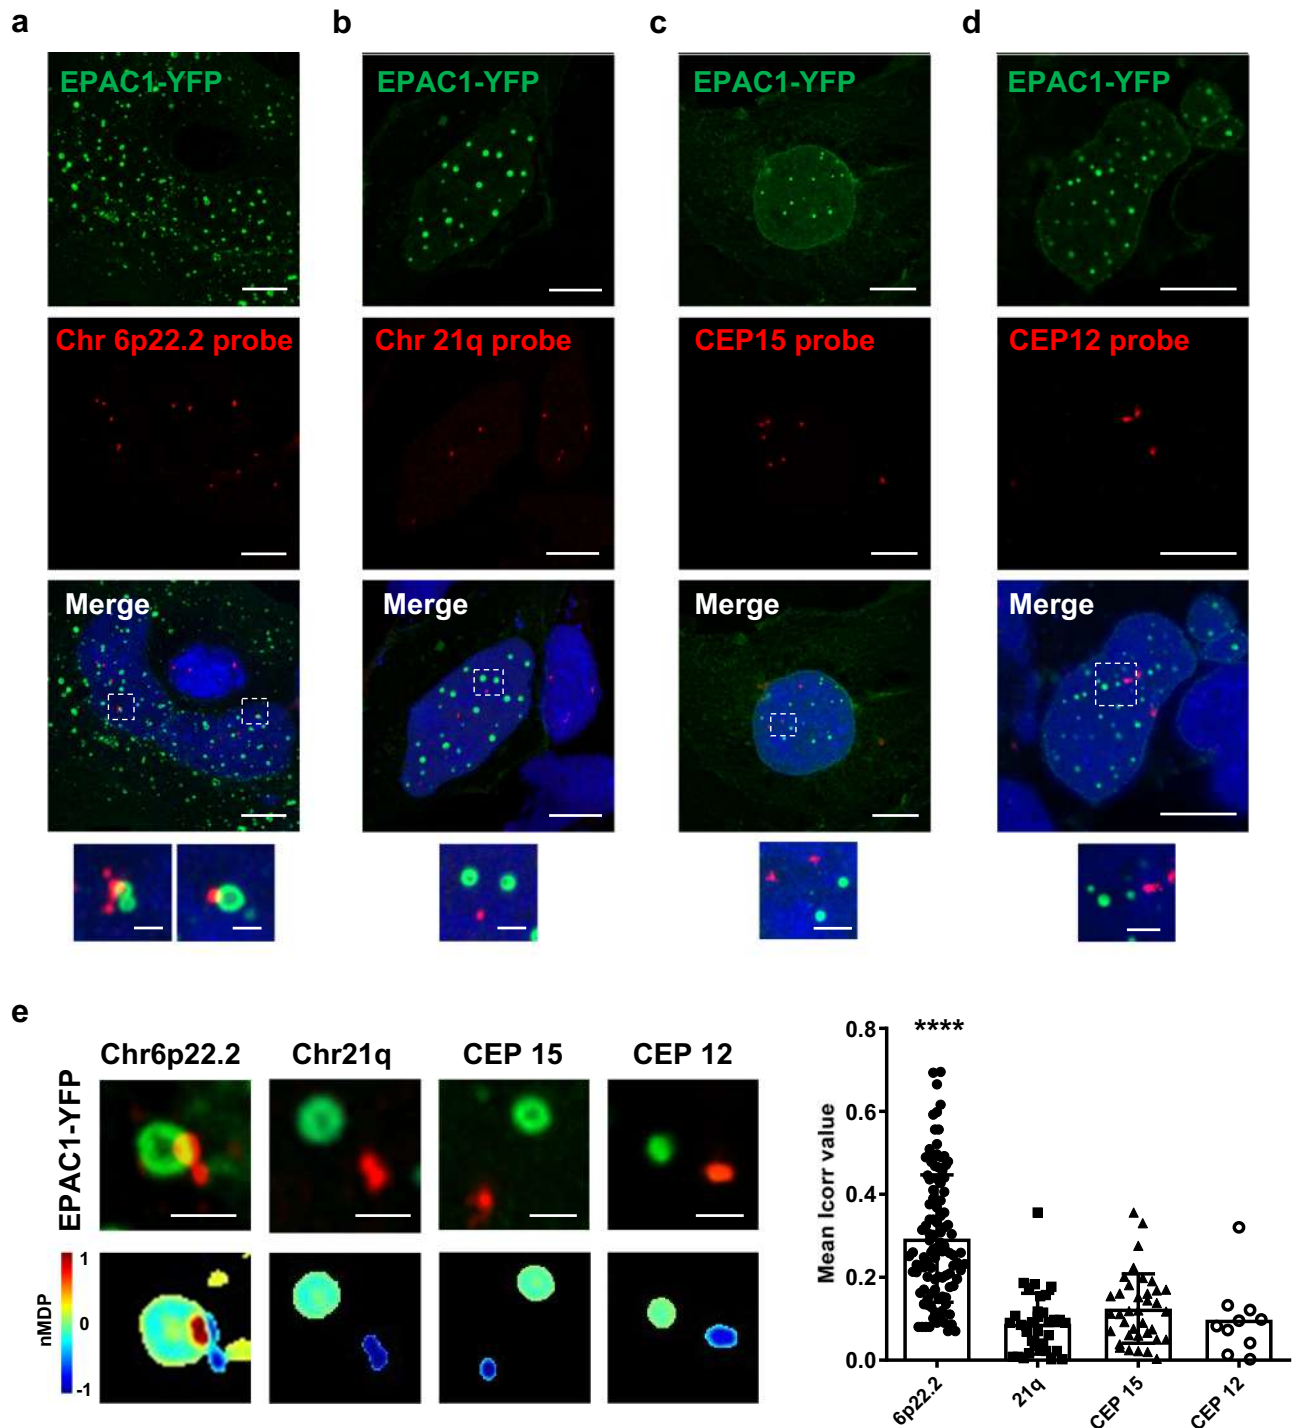 a
b
c
d
EPAC1-YFP
EPAC1-YFP
EPAC1-YFP
EPAC1-YFP
Chr 6p22.2 probe
Chr 21q probe
CEP15 probe
CEP12 probe
Merge
Merge
Merge
Merge
e
Chr6p22.2
Chr21q
CEP 15
CEP 12
EPAC1-YFP
nMDP
1
0
-1
****
Mean Icorr value
0.8
0.6
0.4
0.2
0.0
6p22.2
21q
CEP 15
CEP 12